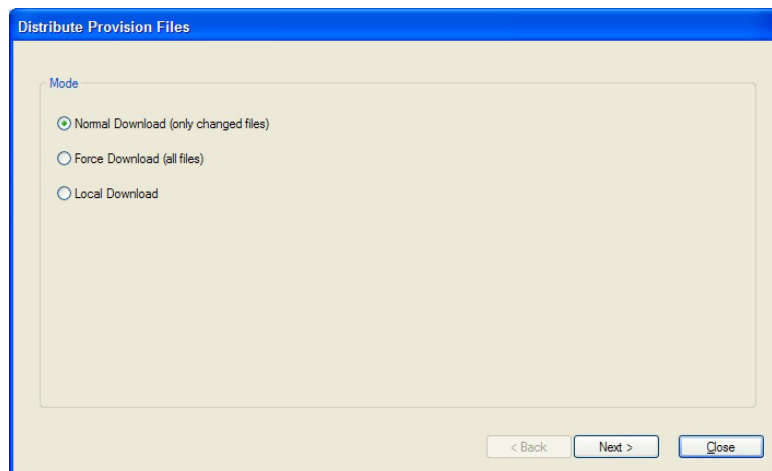 Distribute Provision Files
Mode
Normal Download (only changed files)
Force Download (all files)
Local Download
< Back Next > Close